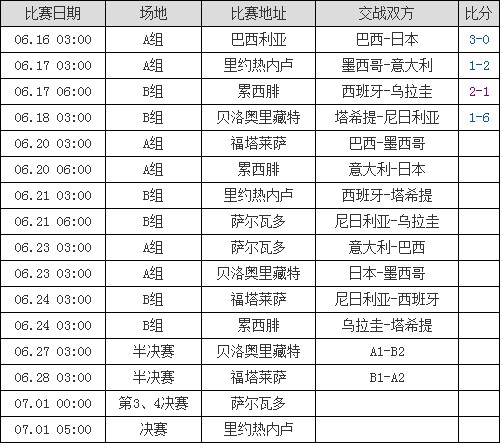 比赛日期 场地 比赛地址 交战双方 比分
06.16 03:00 A组 巴西利亚 巴西-日本 3-0
06.17 03:00 A组 里约热内卢 墨西哥-意大利 1-2
06.17 06:00 B组 累西腓 西班牙-乌拉圭 2-1
06.18 03:00 B组 贝洛奥里藏特 塔希提-尼日利亚 1-6
06.20 03:00 A组 福塔莱萨 巴西-墨西哥
06.20 06:00 A组 累西腓 意大利-日本
06.21 03:00 B组 里约热内卢 西班牙-塔希提
06.21 06:00 B组 萨尔瓦多 尼日利亚-乌拉圭
06.23 03:00 A组 萨尔瓦多 意大利-巴西
06.23 03:00 A组 贝洛奥里藏特 日本-墨西哥
06.24 03:00 B组 福塔莱萨 尼日利亚-西班牙
06.24 03:00 B组 累西腓 乌拉圭-塔希提
06.27 03:00 半决赛 贝洛奥里藏特 A1-B2
06.28 03:00 半决赛 福塔莱萨 B1-A2
07.01 00:00 第3、4决赛 萨尔瓦多
07.01 05:00 决赛 里约热内卢